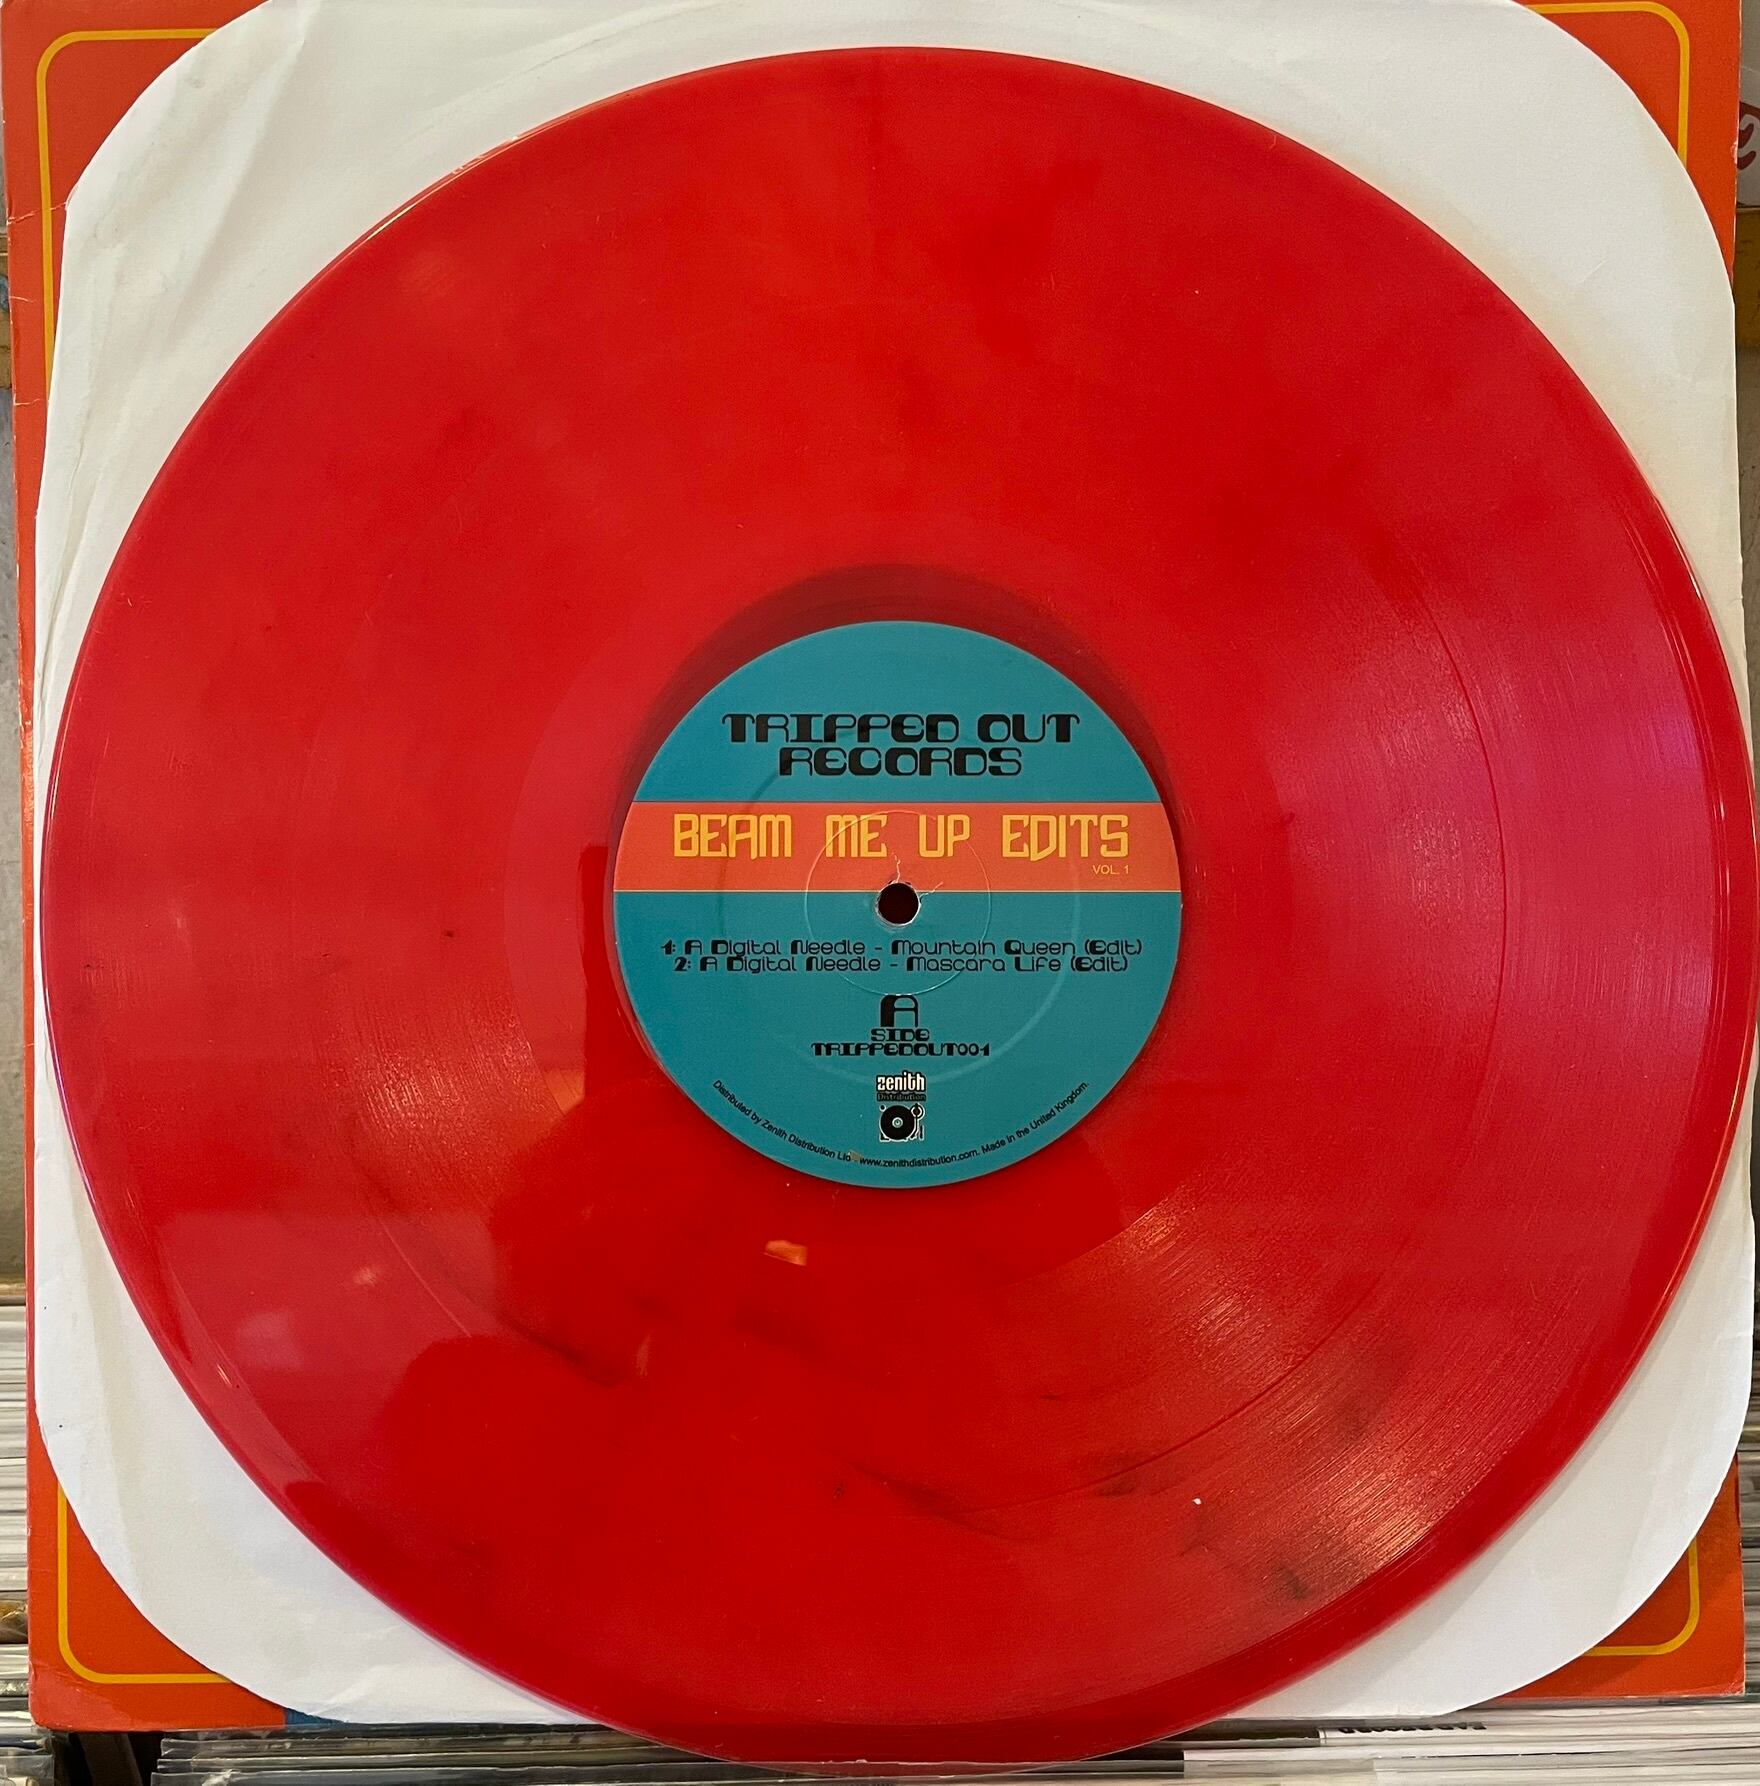 TRIPPED OUT
RECORDS
BEAM ME UP EDITS
VOL. 1
1: A Digital Needle - Mountain Queen (Edit)
2: A Digital Needle - Mascara Life (Edit)
A
SIDE
TRIPPEDOUT001
zenith
Distribution
Distributed by Zenith Distribution Ltd - www.zenithdistribution.com. Made in the United Kingdom.